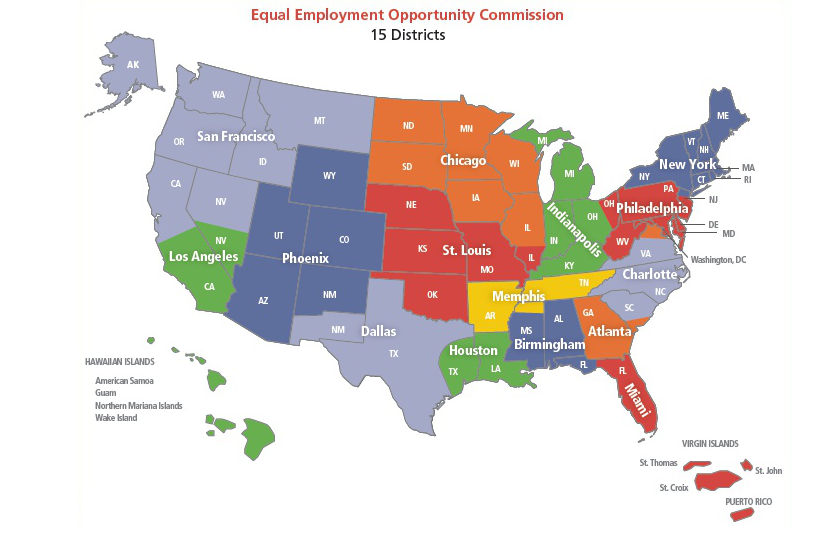 Equal Employment Opportunity Commission
15 Districts
AK
WA
MT
ND
MN
ME
VT
NH
OR
San Francisco
ID
SD
Chicago
WI
MI
MI
New York
MA
NY
CT
RI
WY
CA
NV
NE
IA
IL
IN
Indianapolis
OH
OH
PA
Philadelphia
NJ
DE
MD
Washington, DC
NV
Los Angeles
CA
UT
CO
Phoenix
AZ
NM
KS
St. Louis
MO
IL
KY
WV
VA
Charlotte
NC
SC
OK
Memphis
TN
AR
NM
Dallas
TX
Houston
TX
LA
MS
AL
Birmingham
FL
GA
Atlanta
FL
Miami
HAWAIIAN ISLANDS
American Samoa
Guam
Northern Mariana Islands
Wake Island
VIRGIN ISLANDS
St. Thomas
St. John
St. Croix
PUERTO RICO